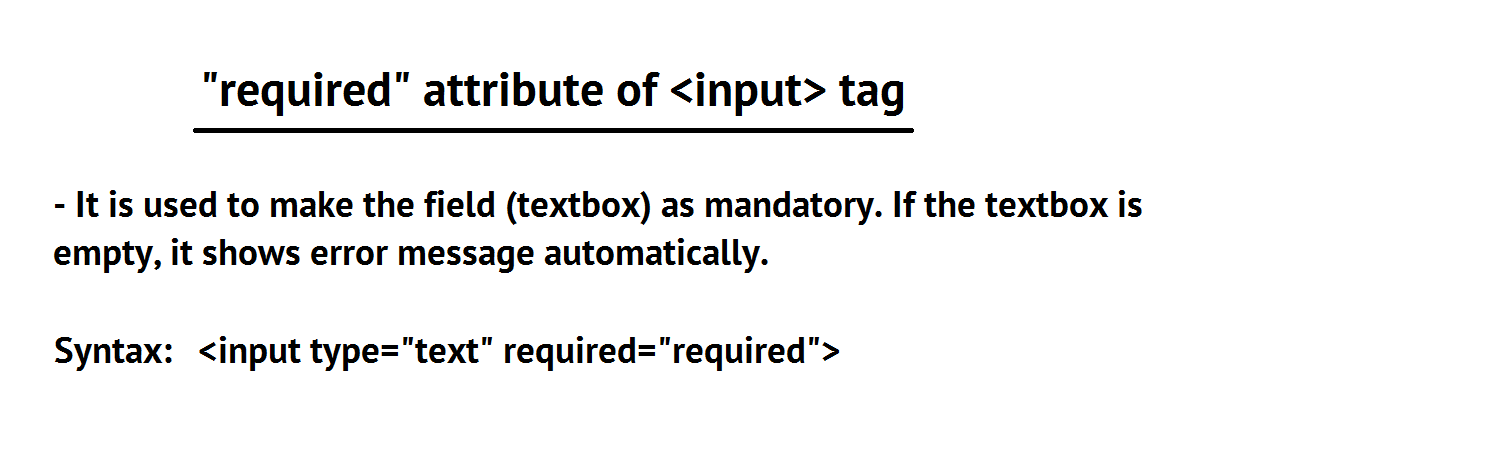 "required" attribute of <input> tag
- It is used to make the field (textbox) as mandatory. If the textbox is
empty, it shows error message automatically.
Syntax: <input type="text" required="required">